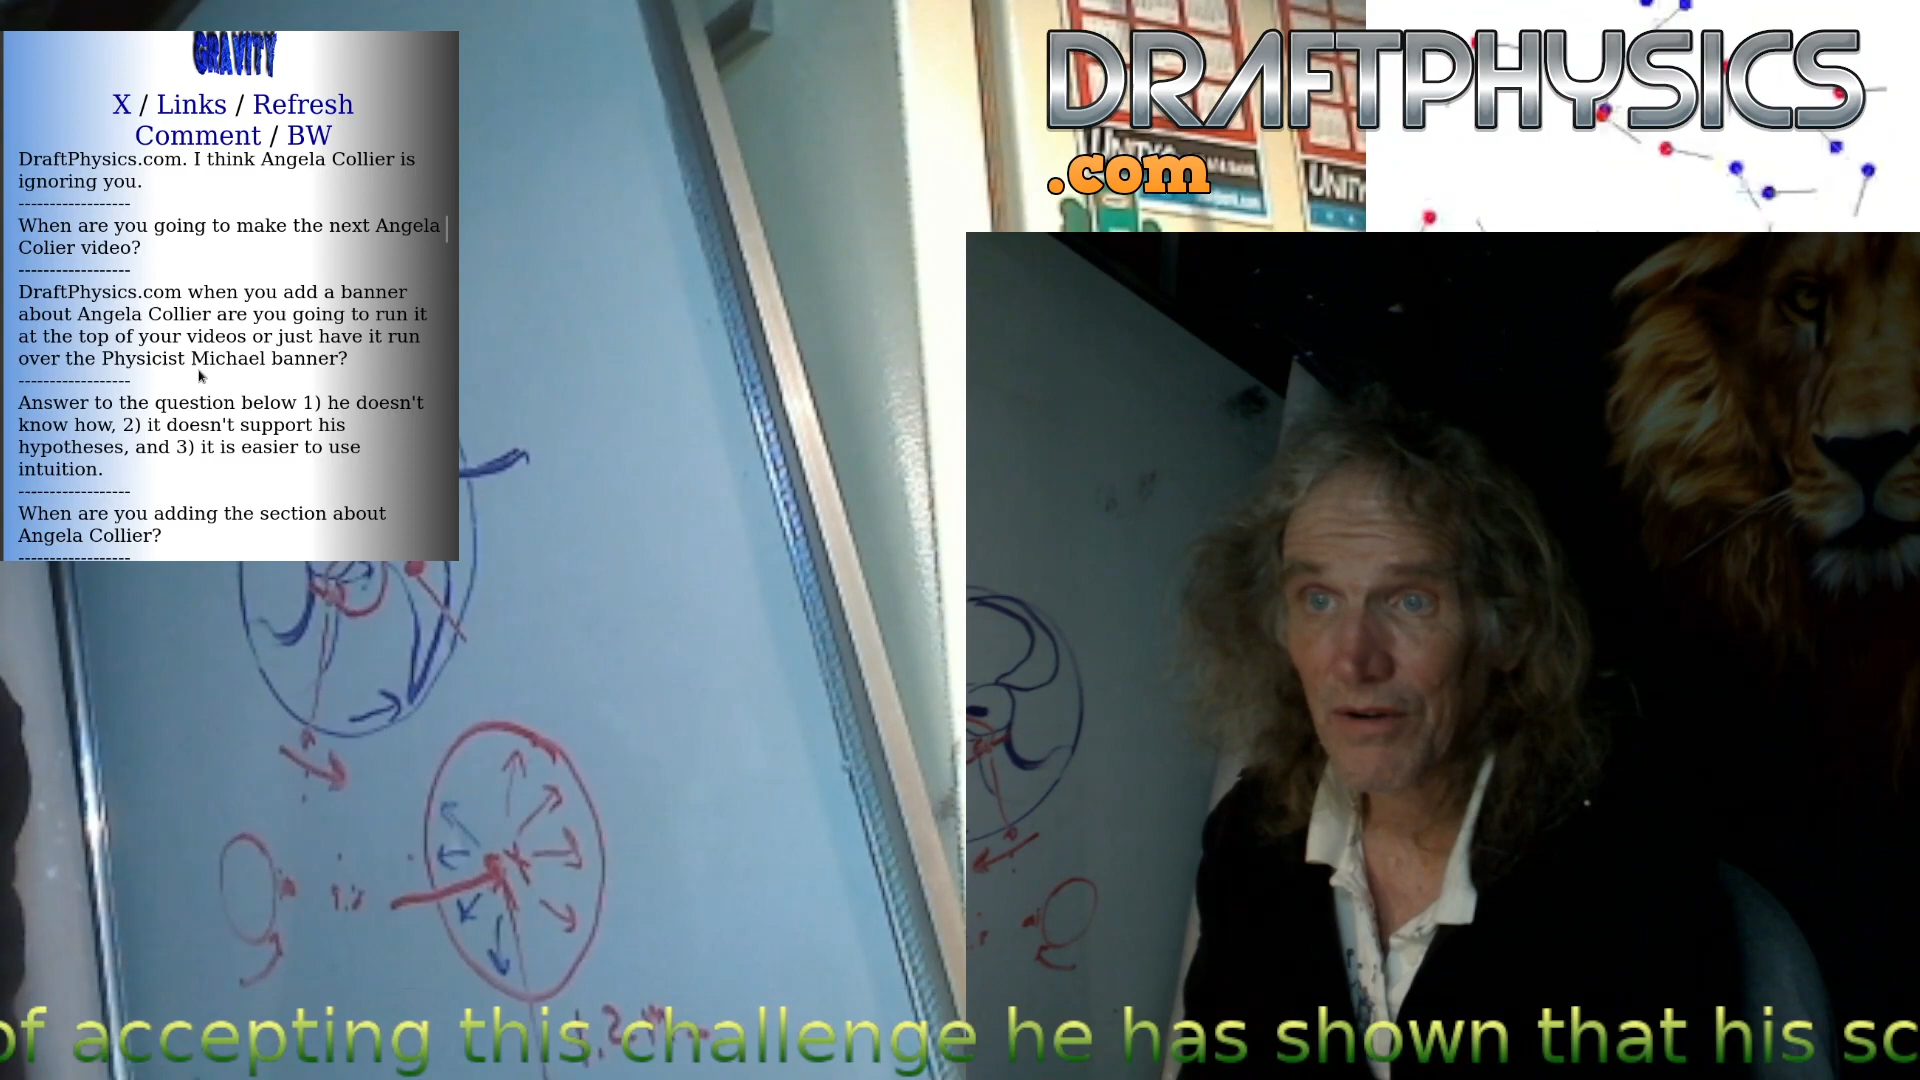 GRAVITY
X / Links / Refresh
Comment / BW
DraftPhysics.com. I think Angela Collier is
ignoring you.
-----------------
When are you going to make the next Angela
Colier video?
-----------------
DraftPhysics.com when you add a banner
about Angela Collier are you going to run it
at the top of your videos or just have it run
over the Physicist Michael banner?
-----------------
Answer to the question below 1) he doesn't
know how, 2) it doesn't support his
hypotheses, and 3) it is easier to use
intuition.
-----------------
When are you adding the section about
Angela Collier?
-----------------
DRAFTPHYSICS
.com
UNITY
of accepting this challenge he has shown that his sc